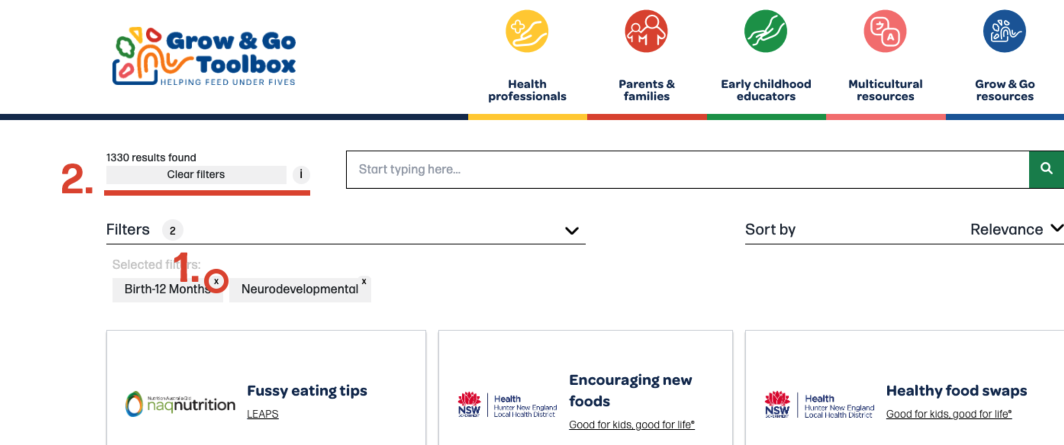 Grow & Go
Toolbox
HELPING FEED UNDER FIVES
A
Health
professionals
Parents &
families
Early childhood
educators
Multicultural
resources
Grow & Go
resources
1330 results found
2.
Clear filters
i
Start typing here...
Filters
2
Sort by
Relevance
Selected filters:
1.
Birth-12 Months x
Neurodevelopmental x
Nutrition Australia QLD
naqnutrition
Fussy eating tips
LEAPS
NSW
GOVERNMENT
Health
Hunter New England
Local Health District
Encouraging new
foods
Good for kids, good for life*
NSW
GOVERNMENT
Health
Hunter New England
Local Health District
Healthy food swaps
Good for kids, good for life*